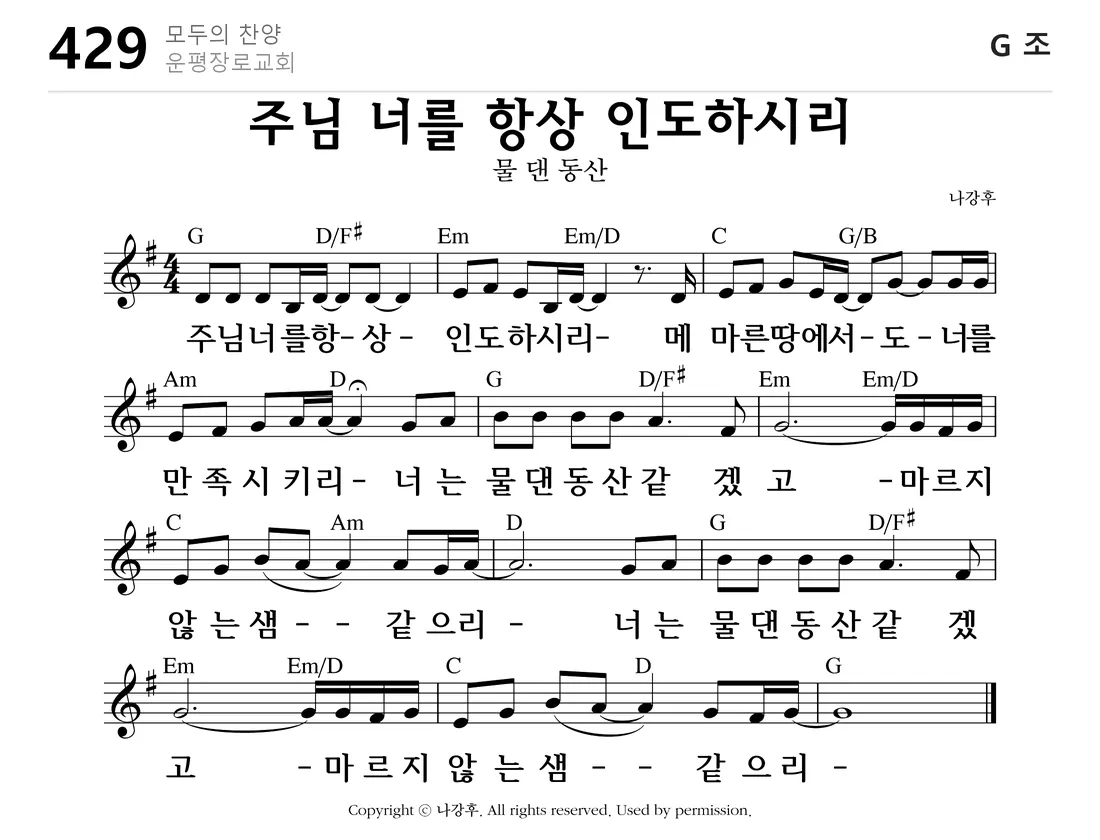 429 모두의 찬양
운평장로교회
G 조
주님 너를 항상 인도하시리
물 댄 동산
나강후
G D/F♯ Em Em/D C G/B
주님너를항- 상 - 인도하시리- 메 마른땅에서- 도 - 너를
Am D G D/F♯ Em Em/D
만 족 시 키리 - 너 는 물댄동산같 겠 고 - 마르지
C Am D G D/F♯
않 는 샘 - - 같 으리 - 너 는 물 댄 동 산 같 겠
Em Em/D C D G
고 - 마 르 지 않 는 샘 - - 같 으 리 -
Copyright ⓒ 나강후. All rights reserved. Used by permission.